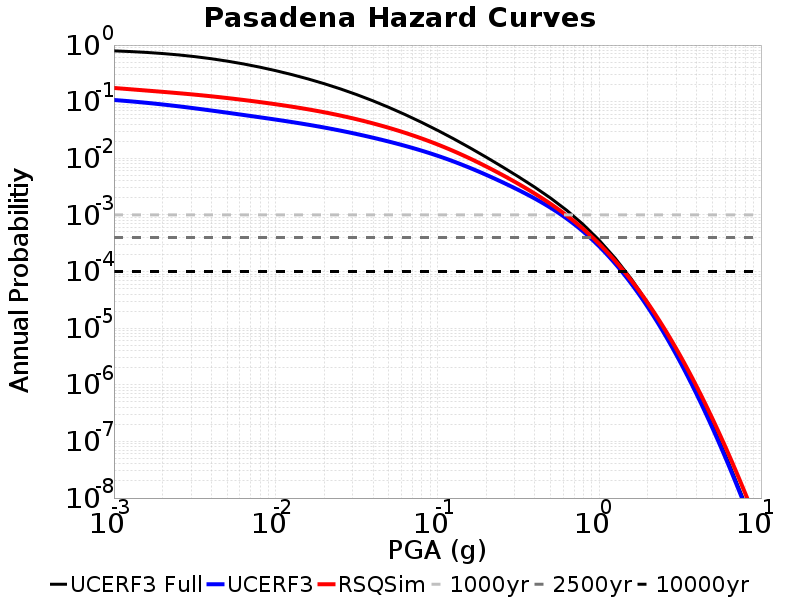 Pasadena Hazard Curves
10^0
10^-1
10^-2
10^-3
10^-4
10^-5
10^-6
10^-7
10^-8
Annual Probabilitiy
10^-3 10^-2 10^-1 10^0 10^1
PGA (g)
UCERF3 Full UCERF3 RSQSim 1000yr 2500yr 10000yr